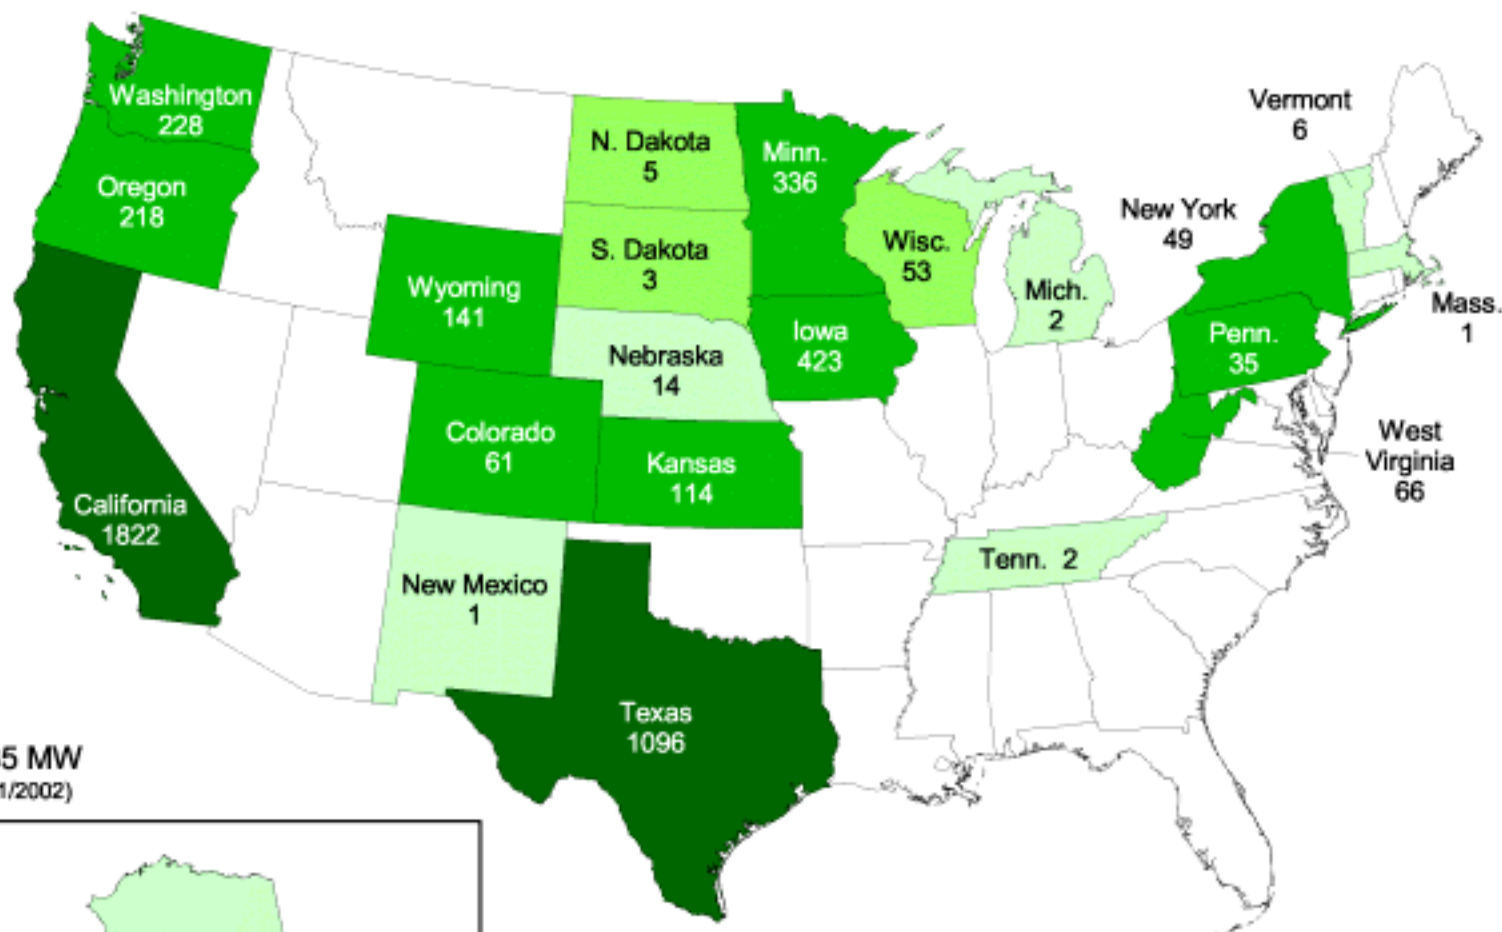 Washington
228
Oregon
218
California
1822
Wyoming
141
Colorado
61
New Mexico
1
N. Dakota
5
S. Dakota
3
Nebraska
14
Kansas
114
Texas
1096
Minn.
336
Iowa
423
Wisc.
53
Mich.
2
Tenn. 2
Vermont
6
New York
49
Mass.
1
Penn.
35
West
Virginia
66
5 MW
1/2002)